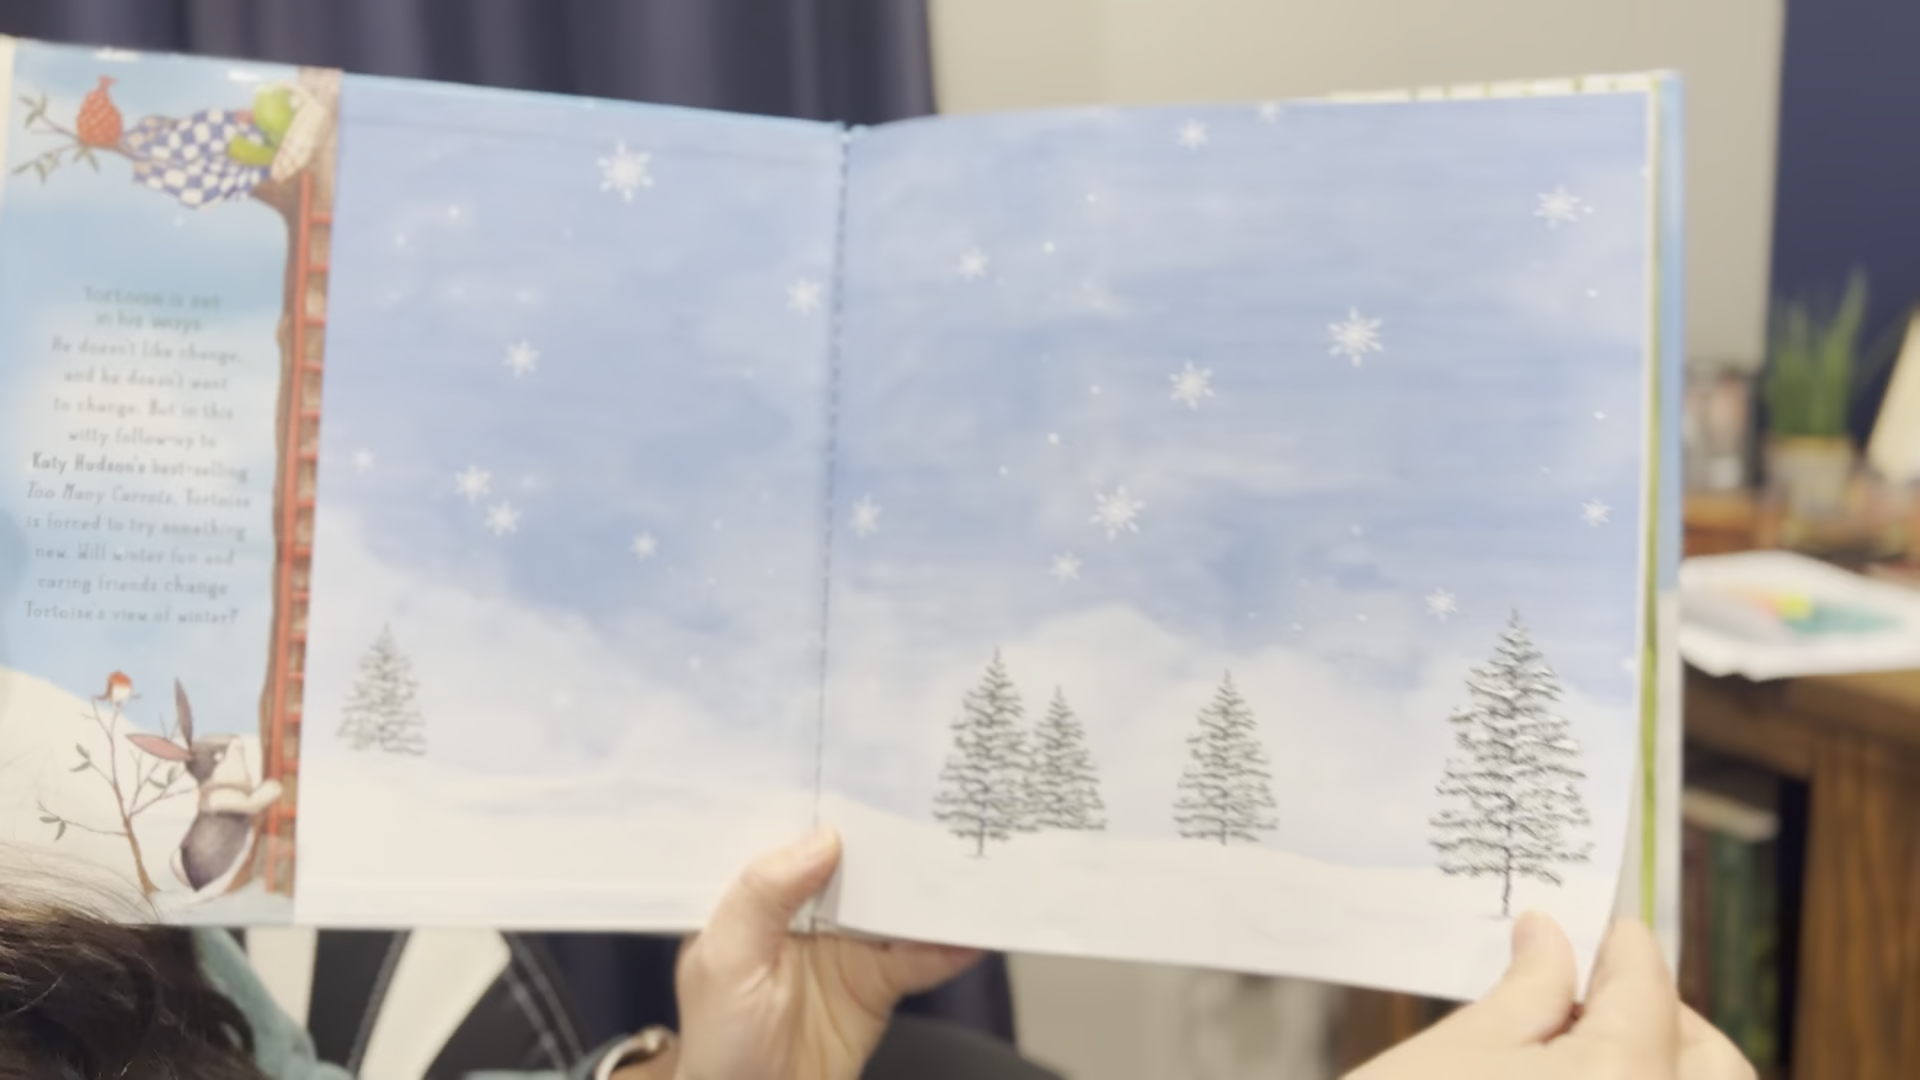 Tortoise is set
in his ways.
He doesn't like change,
and he doesn't want
to change. But in this
witty follow-up to
Katy Hudson's best-selling
Too Many Carrots, Tortoise
is forced to try something
new. Will winter fun and
caring friends change
Tortoise's view of winter?